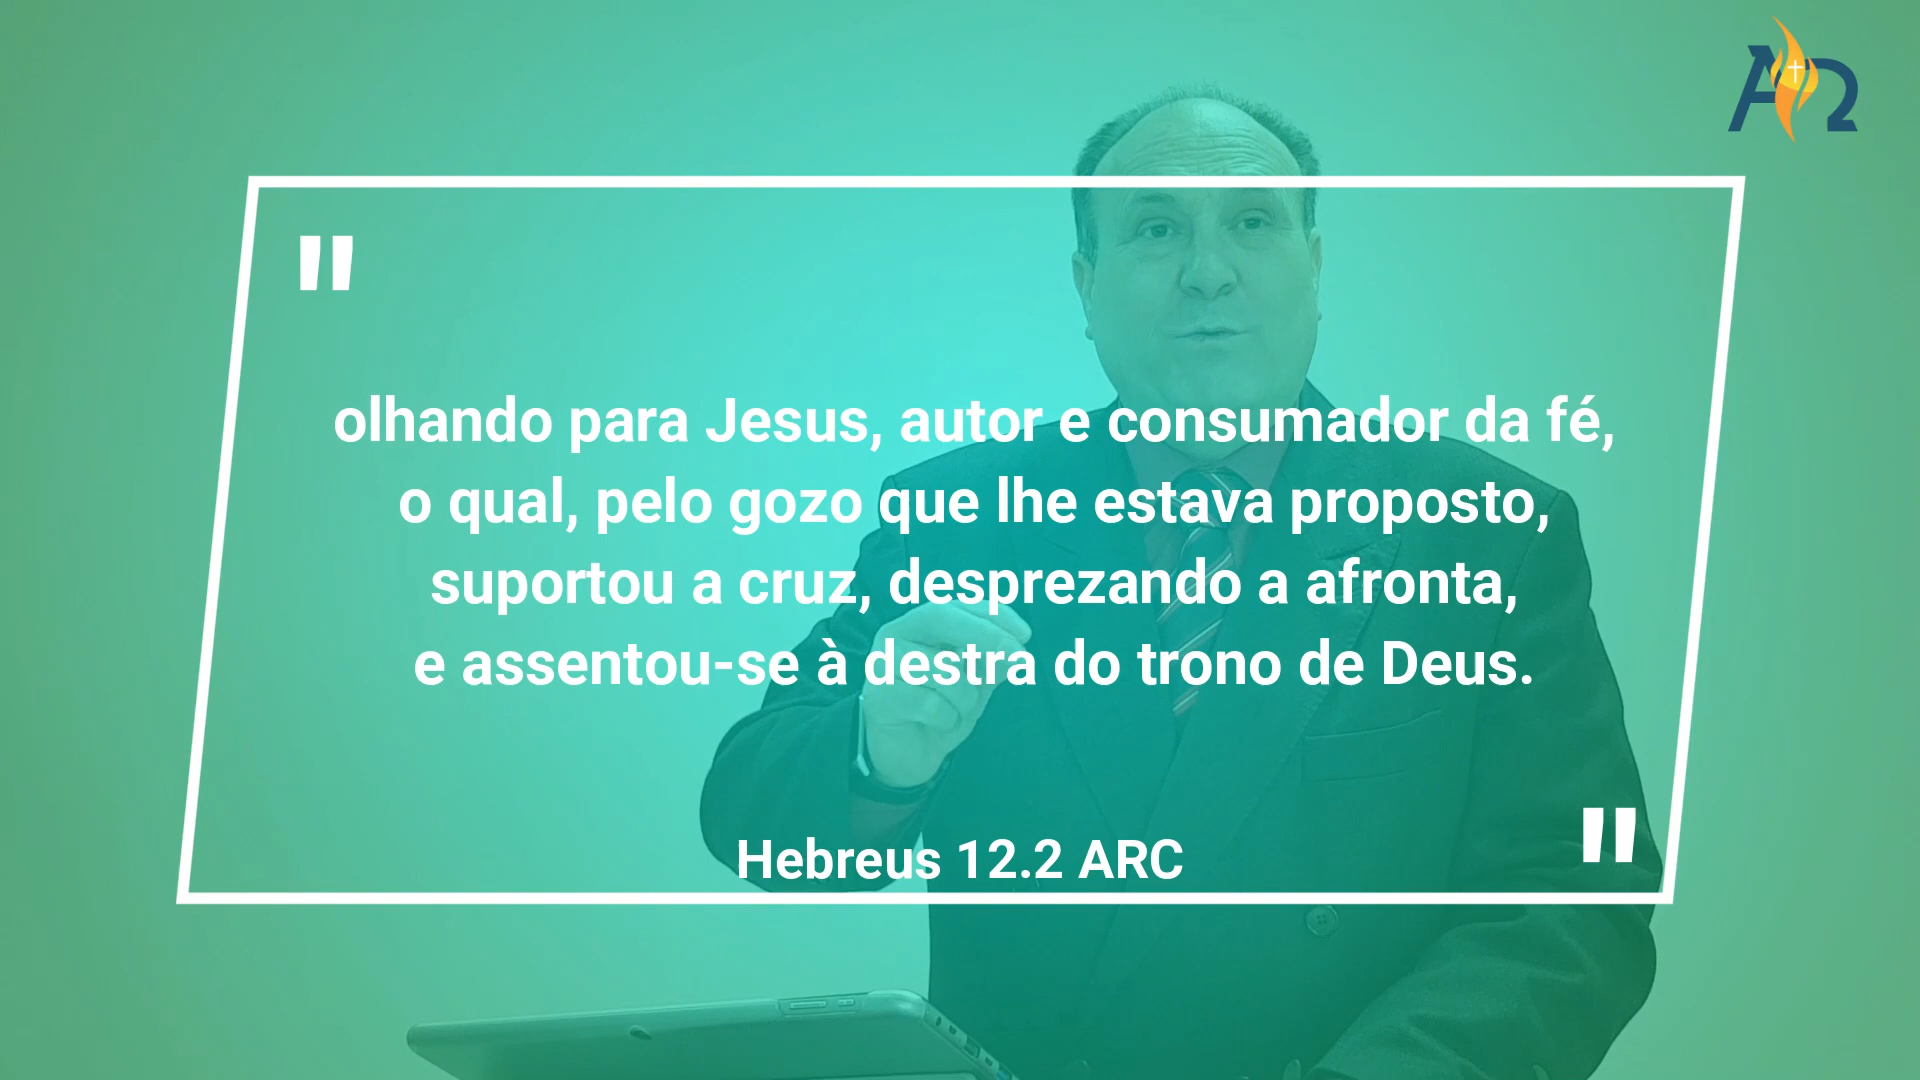 AΩ
"
olhando para Jesus, autor e consumador da fé,
o qual, pelo gozo que lhe estava proposto,
suportou a cruz, desprezando a afronta,
e assentou-se à destra do trono de Deus.
"
Hebreus 12.2 ARC